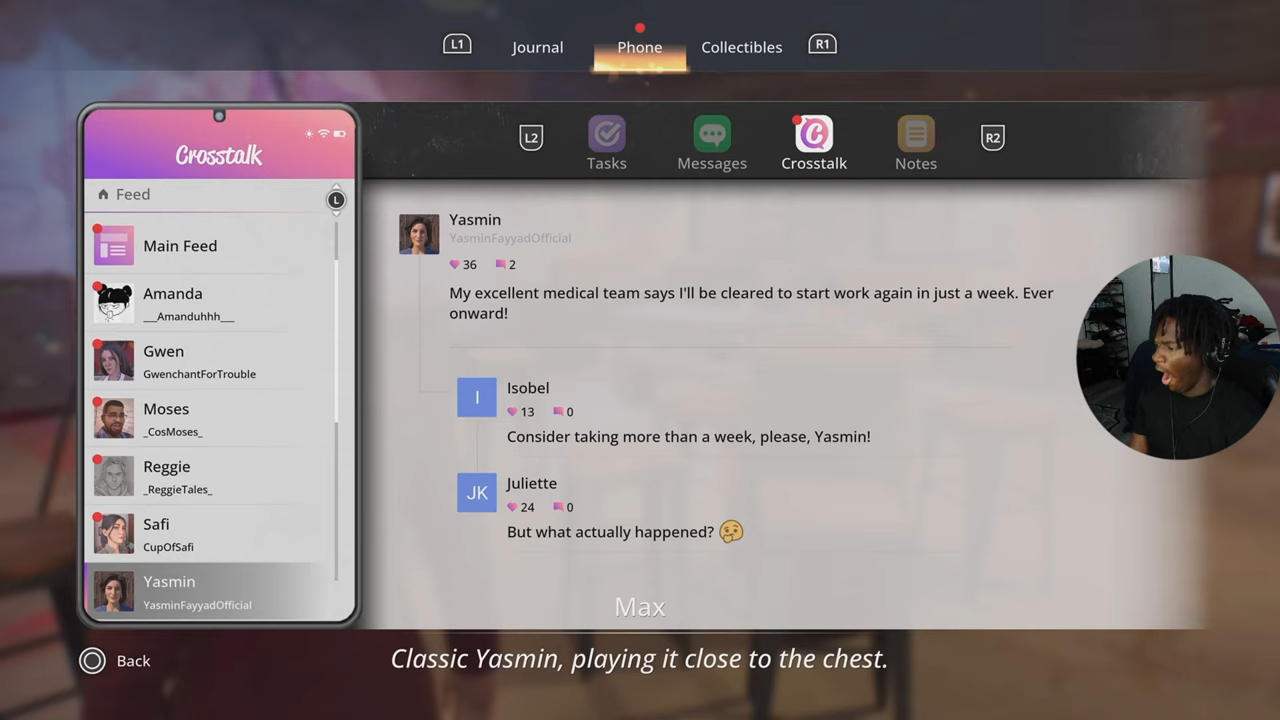 L1
Journal
Phone
Collectibles
R1
L2
Tasks
Messages
Crosstalk
Notes
R2
Crosstalk
Feed
L
Main Feed
Amanda
___Amanduhhh___
Gwen
GwenchantForTrouble
Moses
_CosMoses_
Reggie
_ReggieTales_
Safi
CupOfSafi
Yasmin
YasminFayyadOfficial
Yasmin
YasminFayyadOfficial
36 2
My excellent medical team says I'll be cleared to start work again in just a week. Ever
onward!
I
Isobel
13 0
Consider taking more than a week, please, Yasmin!
JK
Juliette
24 0
But what actually happened?
Max
Classic Yasmin, playing it close to the chest.
Back